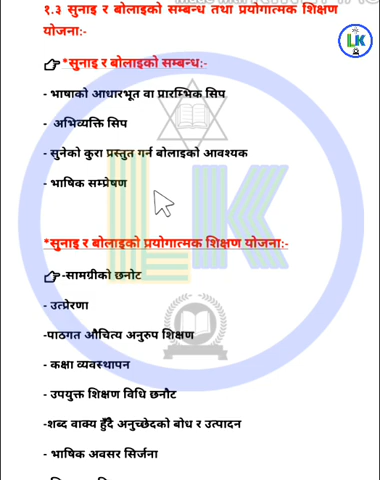 १.३ सुनाइ र बोलाइको सम्बन्ध तथा प्रयोगात्मक शिक्षण
योजनाः-
LK
*सुनाइ र बोलाइको सम्बन्धः-
- भाषाको आधारभूत वा प्रारम्भिक सिप
- अभिव्यक्ति सिप
- सुनेको कुरा प्रस्तुत गर्न बोलाइको आवश्यक
- भाषिक सम्प्रेषण
LK
*सुनाइ र बोलाइको प्रयोगात्मक शिक्षण योजनाः-
-सामग्रीको छनोट
- उत्प्रेरणा
-पाठगत औचित्य अनुरुप शिक्षण
- कक्षा व्यवस्थापन
- उपयुक्त शिक्षण विधि छनौट
-शब्द वाक्य हुँदै अनुच्छेदको बोध र उत्पादन
- भाषिक अवसर सिर्जना